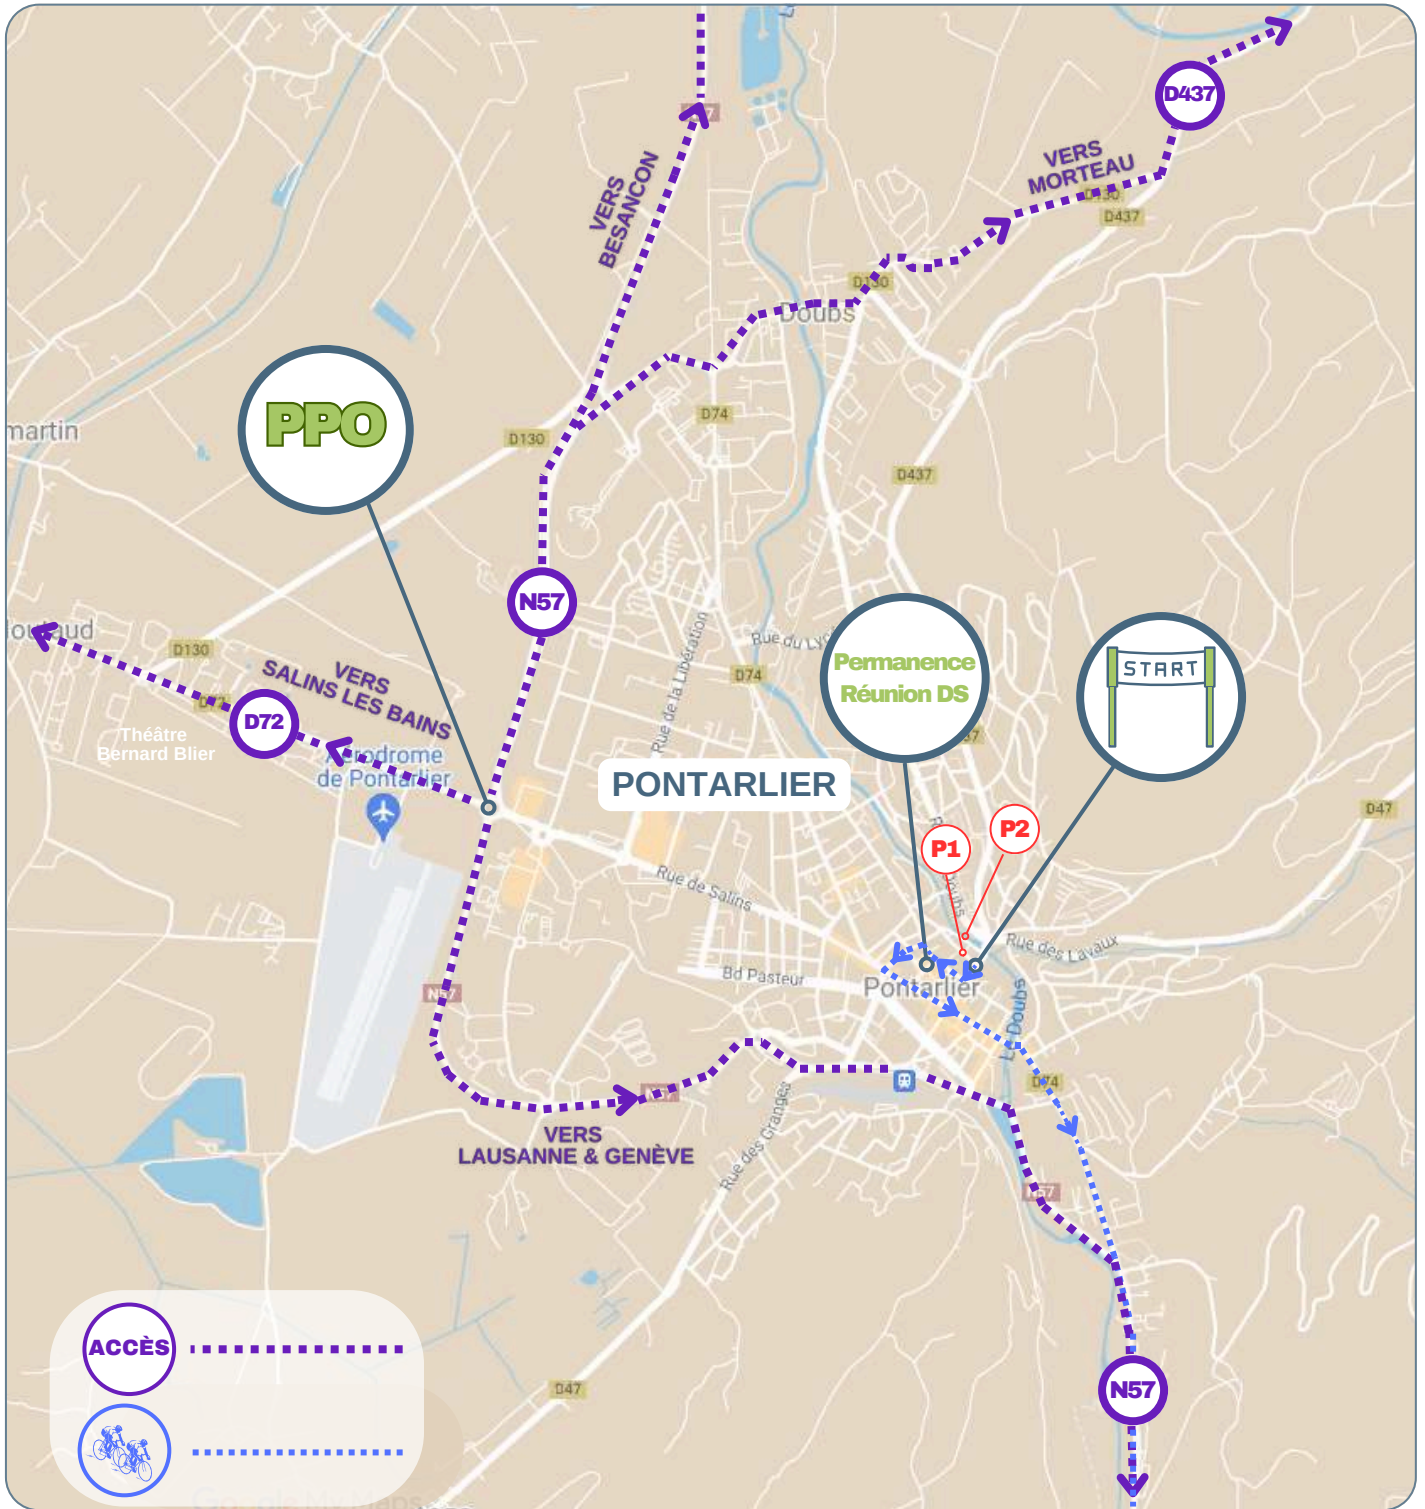 D437
VERS
MORTEAU
D130
D437
VERS
BESANCON
D130
Doubs
PPO
martin
D130
D74
D437
N57
D130
VERS
SALINS LES BAINS
D72
Théâtre
Bernard Blier
Aérodrome
de Pontarlier
Rue de la Libération
D74
Permanence
Réunion DS
START
PONTARLIER
D47
P1
P2
Rue de Salins
Doubs
Rue des Lavaux
Bd Pasteur
Pontarlier
Le Doubs
N57
D74
VERS
LAUSANNE & GENÈVE
Rue des Granges
N57
ACCÈS
D47
N57